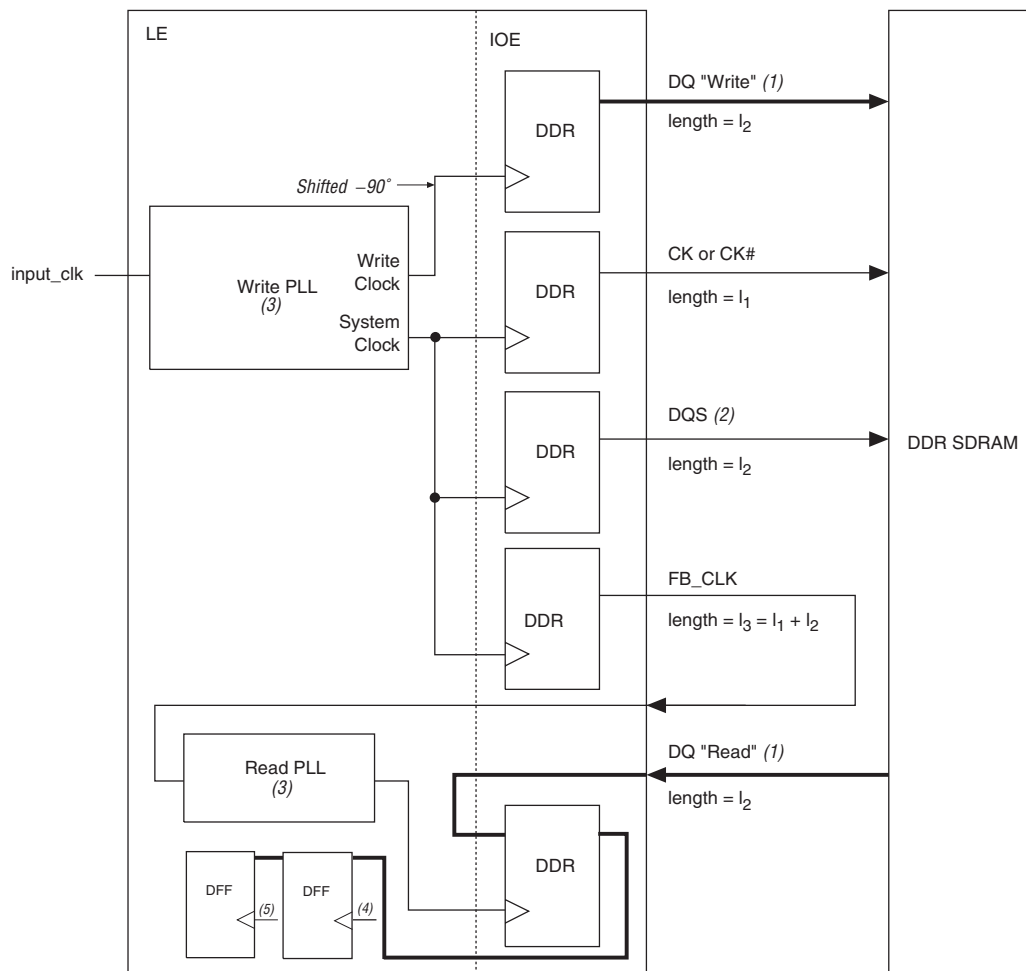 LE
IOE
DQ "Write" (1)
length = l2
DDR
Shifted –90°
input_clk
Write PLL
(3)
Write
Clock
System
Clock
DDR
CK or CK#
length = l1
DDR
DQS (2)
length = l2
DDR SDRAM
DDR
FB_CLK
length = l3 = l1 + l2
Read PLL
(3)
DQ "Read" (1)
length = l2
DDR
DFF
(5)
DFF
(4)